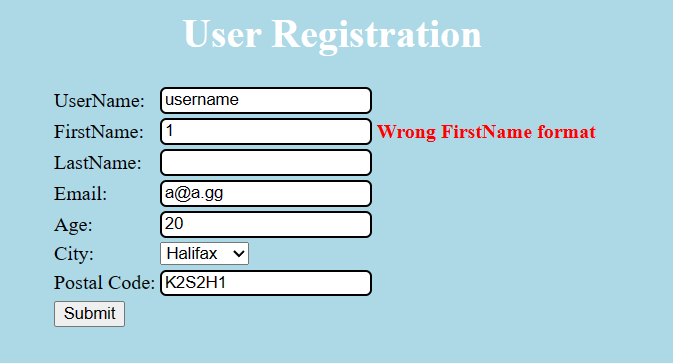 User Registration
UserName: username
FirstName: 1 Wrong FirstName format
LastName:
Email: a@a.gg
Age: 20
City: Halifax
Postal Code: K2S2H1
Submit